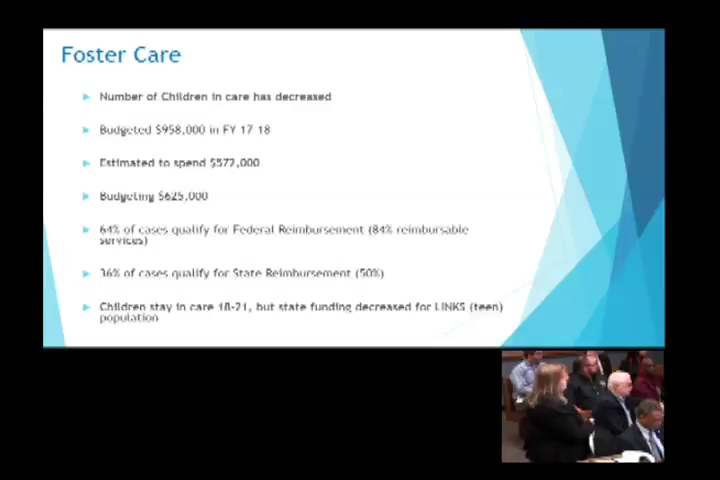 Foster Care
Number of Children in care has decreased
Budgeted $958,000 in FY 17 18
Estimated to spend $572,000
Budgeting $625,000
64% of cases qualify for Federal Reimbursement (84% reimbursable
services)
36% of cases qualify for State Reimbursement (50%)
Children stay in care 18-21, but state funding decreased for LINKS (teen)
population